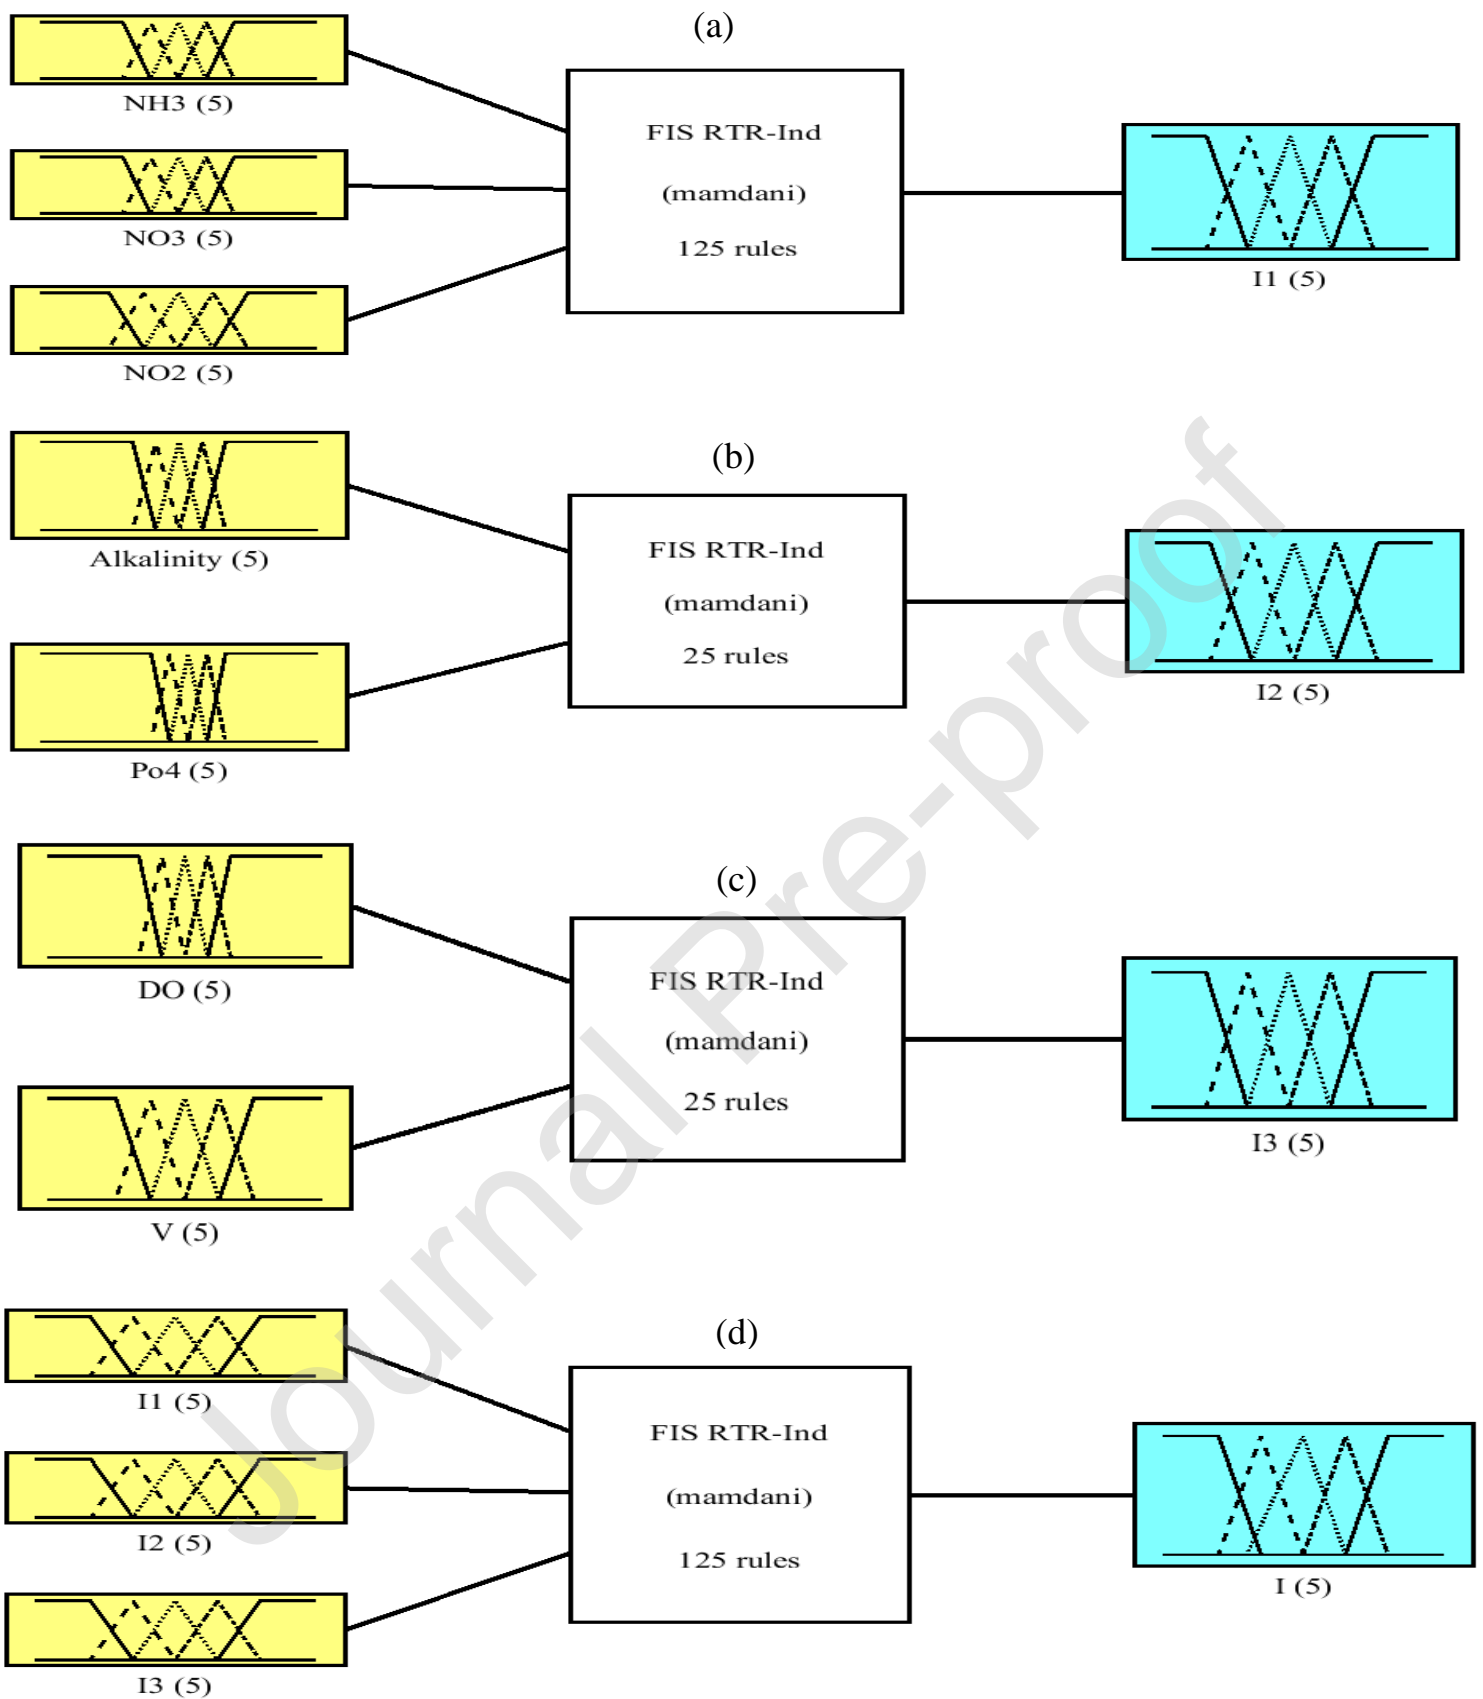 (a)
NH3 (5)
NO3 (5)
NO2 (5)
FIS RTR-Ind
(mamdani)
125 rules
I1 (5)
(b)
Alkalinity (5)
Po4 (5)
FIS RTR-Ind
(mamdani)
25 rules
I2 (5)
(c)
DO (5)
V (5)
FIS RTR-Ind
(mamdani)
25 rules
I3 (5)
(d)
I1 (5)
I2 (5)
I3 (5)
FIS RTR-Ind
(mamdani)
125 rules
I (5)
Journal Pre-proof